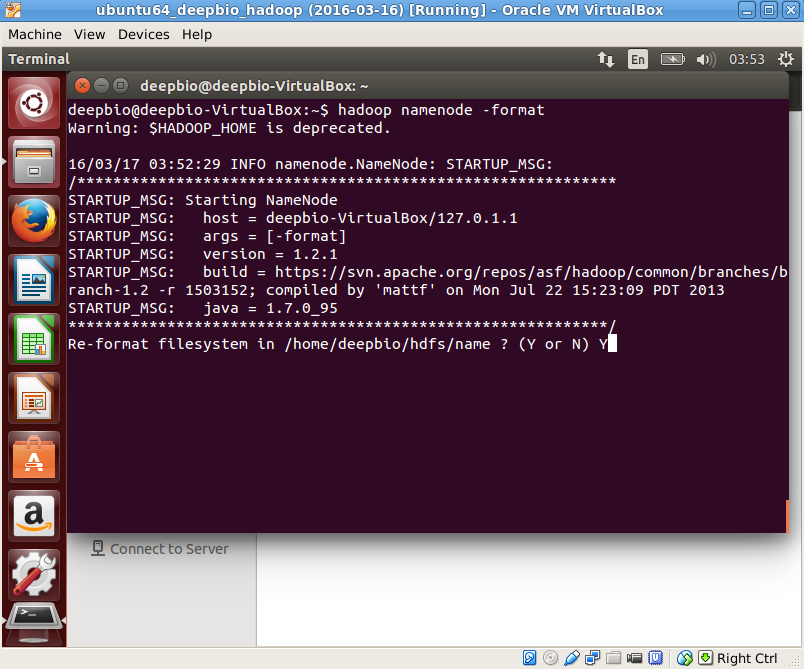 ubuntu64_deepbio_hadoop (2016-03-16) [Running] - Oracle VM VirtualBox
Machine View Devices Help
Terminal En 03:53
deepbio@deepbio-VirtualBox: ~
deepbio@deepbio-VirtualBox:~$ hadoop namenode -format
Warning: $HADOOP_HOME is deprecated.
16/03/17 03:52:29 INFO namenode.NameNode: STARTUP_MSG:
/************************************************************
STARTUP_MSG: Starting NameNode
STARTUP_MSG:   host = deepbio-VirtualBox/127.0.1.1
STARTUP_MSG:   args = [-format]
STARTUP_MSG:   version = 1.2.1
STARTUP_MSG:   build = https://svn.apache.org/repos/asf/hadoop/common/branches/b
ranch-1.2 -r 1503152; compiled by 'mattf' on Mon Jul 22 15:23:09 PDT 2013
STARTUP_MSG:   java = 1.7.0_95
************************************************************/
Re-format filesystem in /home/deepbio/hdfs/name ? (Y or N) Y
Connect to Server
Right Ctrl